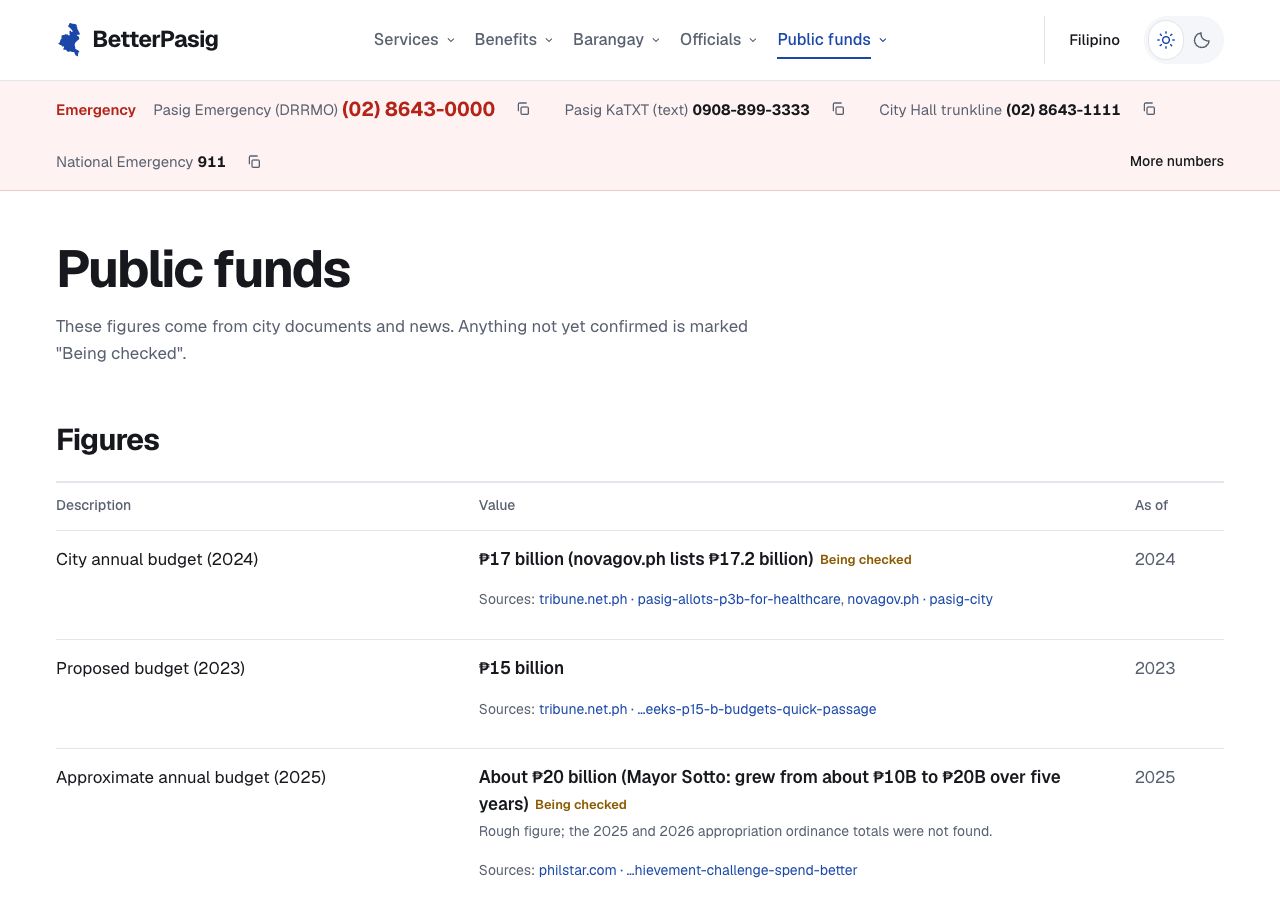 BetterPasig
Services
Benefits
Barangay
Officials
Public funds
Filipino
Emergency
Pasig Emergency (DRRMO) (02) 8643-0000
Pasig KaTXT (text) 0908-899-3333
City Hall trunkline (02) 8643-1111
National Emergency 911
More numbers
Public funds
These figures come from city documents and news. Anything not yet confirmed is marked
"Being checked".
Figures
Description
Value
As of
City annual budget (2024)
₱17 billion (novagov.ph lists ₱17.2 billion) Being checked
2024
Sources: tribune.net.ph · pasig-allots-p3b-for-healthcare, novagov.ph · pasig-city
Proposed budget (2023)
₱15 billion
2023
Sources: tribune.net.ph · …eeks-p15-b-budgets-quick-passage
Approximate annual budget (2025)
About ₱20 billion (Mayor Sotto: grew from about ₱10B to ₱20B over five
years) Being checked
2025
Rough figure; the 2025 and 2026 appropriation ordinance totals were not found.
Sources: philstar.com · …hievement-challenge-spend-better